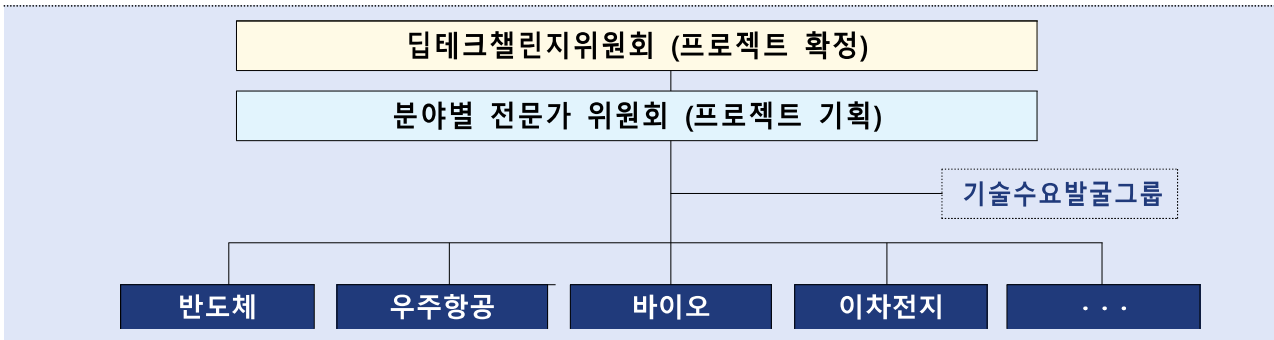 딥테크챌린지위원회 (프로젝트 확정)
분야별 전문가 위원회 (프로젝트 기획)
기술수요발굴그룹
반도체 우주항공 바이오 이차전지 · · ·